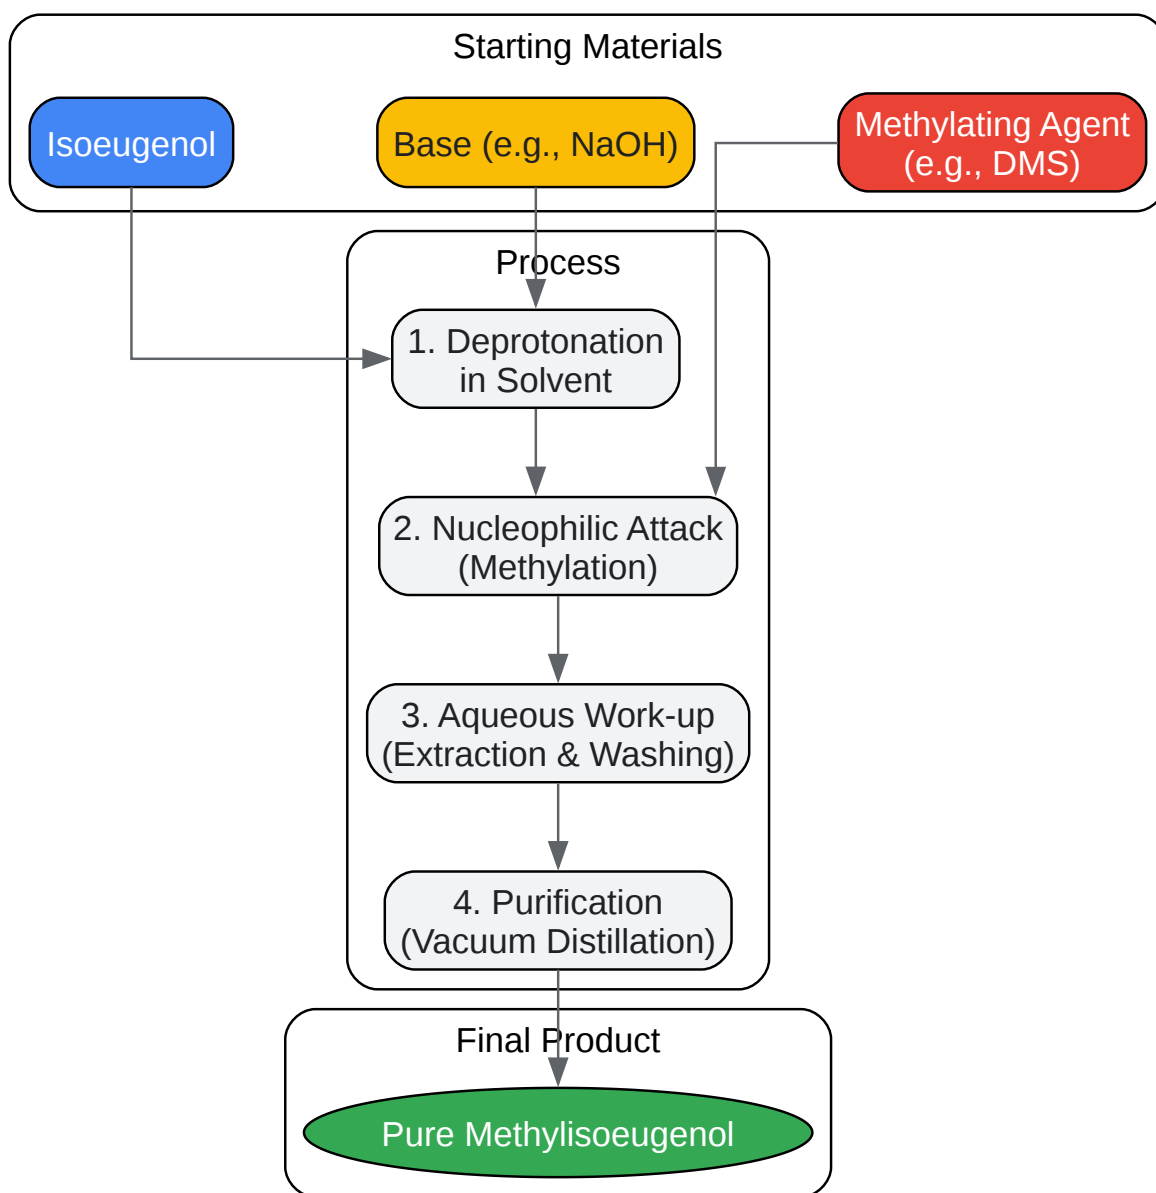 Starting Materials
Isoeugenol
Base (e.g., NaOH)
Methylating Agent
(e.g., DMS)
Process
1. Deprotonation
in Solvent
2. Nucleophilic Attack
(Methylation)
3. Aqueous Work-up
(Extraction & Washing)
4. Purification
(Vacuum Distillation)
Final Product
Pure Methylisoeugenol